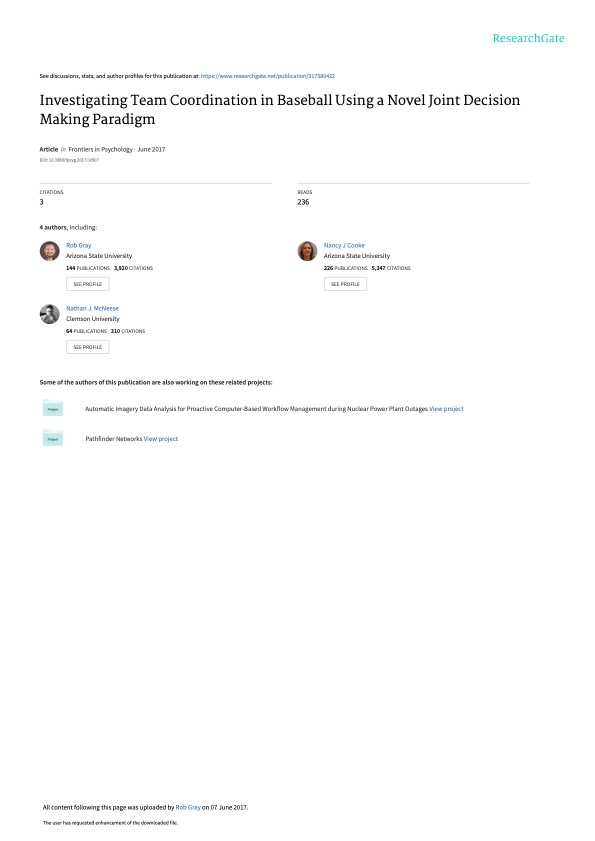 ResearchGate
See discussions, stats, and author profiles for this publication at: https://www.researchgate.net/publication/317380422
Investigating Team Coordination in Baseball Using a Novel Joint Decision
Making Paradigm
Article in Frontiers in Psychology · June 2017
DOI: 10.3389/fpsyg.2017.00907
CITATIONS
3
READS
236
4 authors, including:
Rob Gray
Arizona State University
144 PUBLICATIONS 3,920 CITATIONS
SEE PROFILE
Nancy J Cooke
Arizona State University
226 PUBLICATIONS 5,347 CITATIONS
SEE PROFILE
Nathan J. McNeese
Clemson University
64 PUBLICATIONS 310 CITATIONS
SEE PROFILE
Some of the authors of this publication are also working on these related projects:
Project
Automatic Imagery Data Analysis for Proactive Computer-Based Workflow Management during Nuclear Power Plant Outages View project
Project
Pathfinder Networks View project
All content following this page was uploaded by Rob Gray on 07 June 2017.
The user has requested enhancement of the downloaded file.